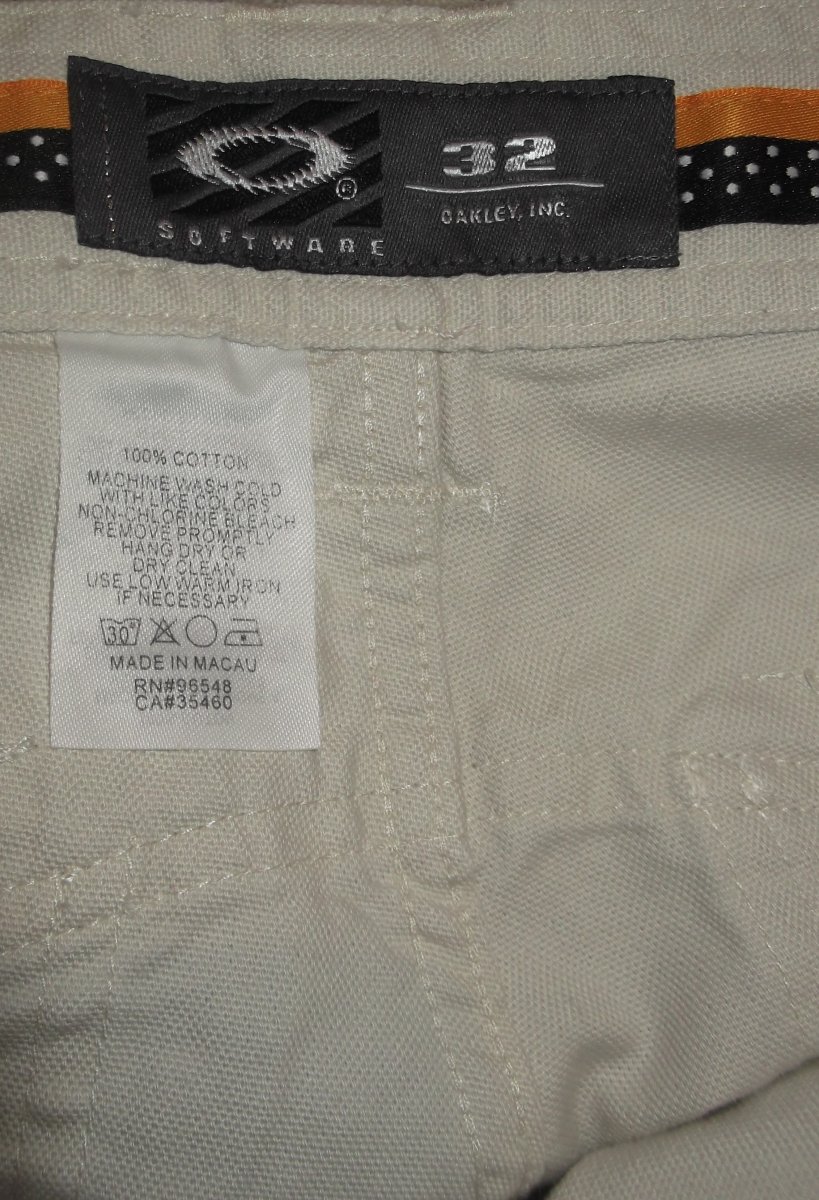 32
OAKLEY, INC.
®
SOFTWARE
100% COTTON
MACHINE WASH COLD
WITH LIKE COLORS
NON-CHLORINE BLEACH
REMOVE PROMPTLY
HANG DRY OR
DRY CLEAN
USE LOW WARM IRON
IF NECESSARY
30°
MADE IN MACAU
RN#96548
CA#35460